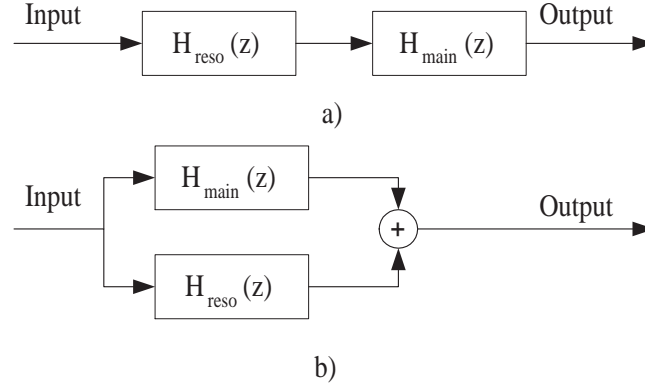 Input H_reso(z) H_main(z) Output
a)
H_main(z)
Input Output
+
H_reso(z)
b)